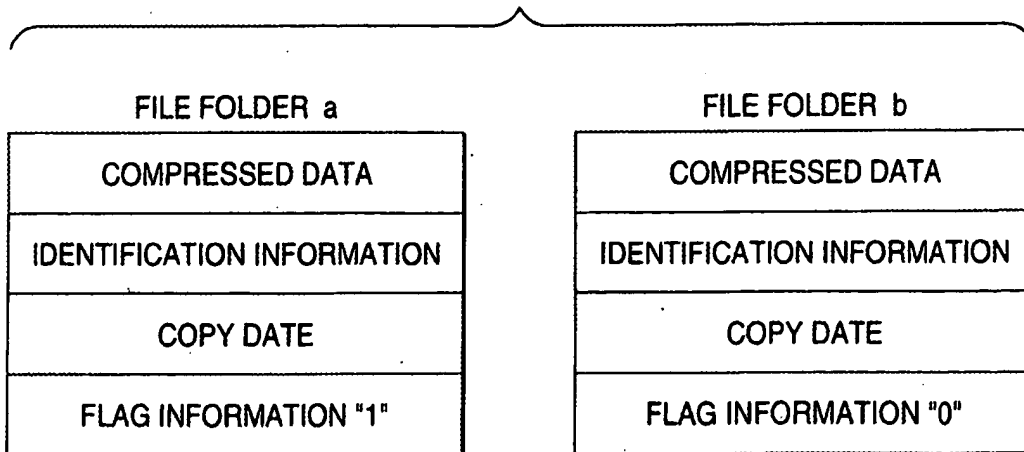 FILE FOLDER a
COMPRESSED DATA
IDENTIFICATION INFORMATION
COPY DATE
FLAG INFORMATION "1"
FILE FOLDER b
COMPRESSED DATA
IDENTIFICATION INFORMATION
COPY DATE
FLAG INFORMATION "0"